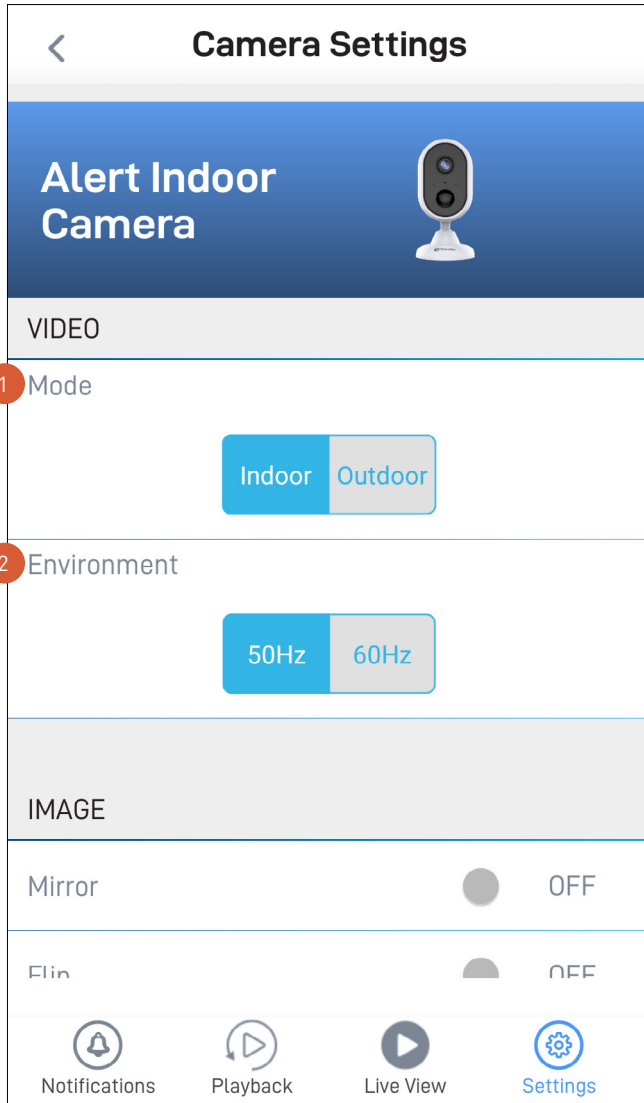 Camera Settings
Alert Indoor
Camera
VIDEO
1 Mode
Indoor Outdoor
2 Environment
50Hz 60Hz
IMAGE
Mirror OFF
Flip OFF
Notifications Playback Live View Settings